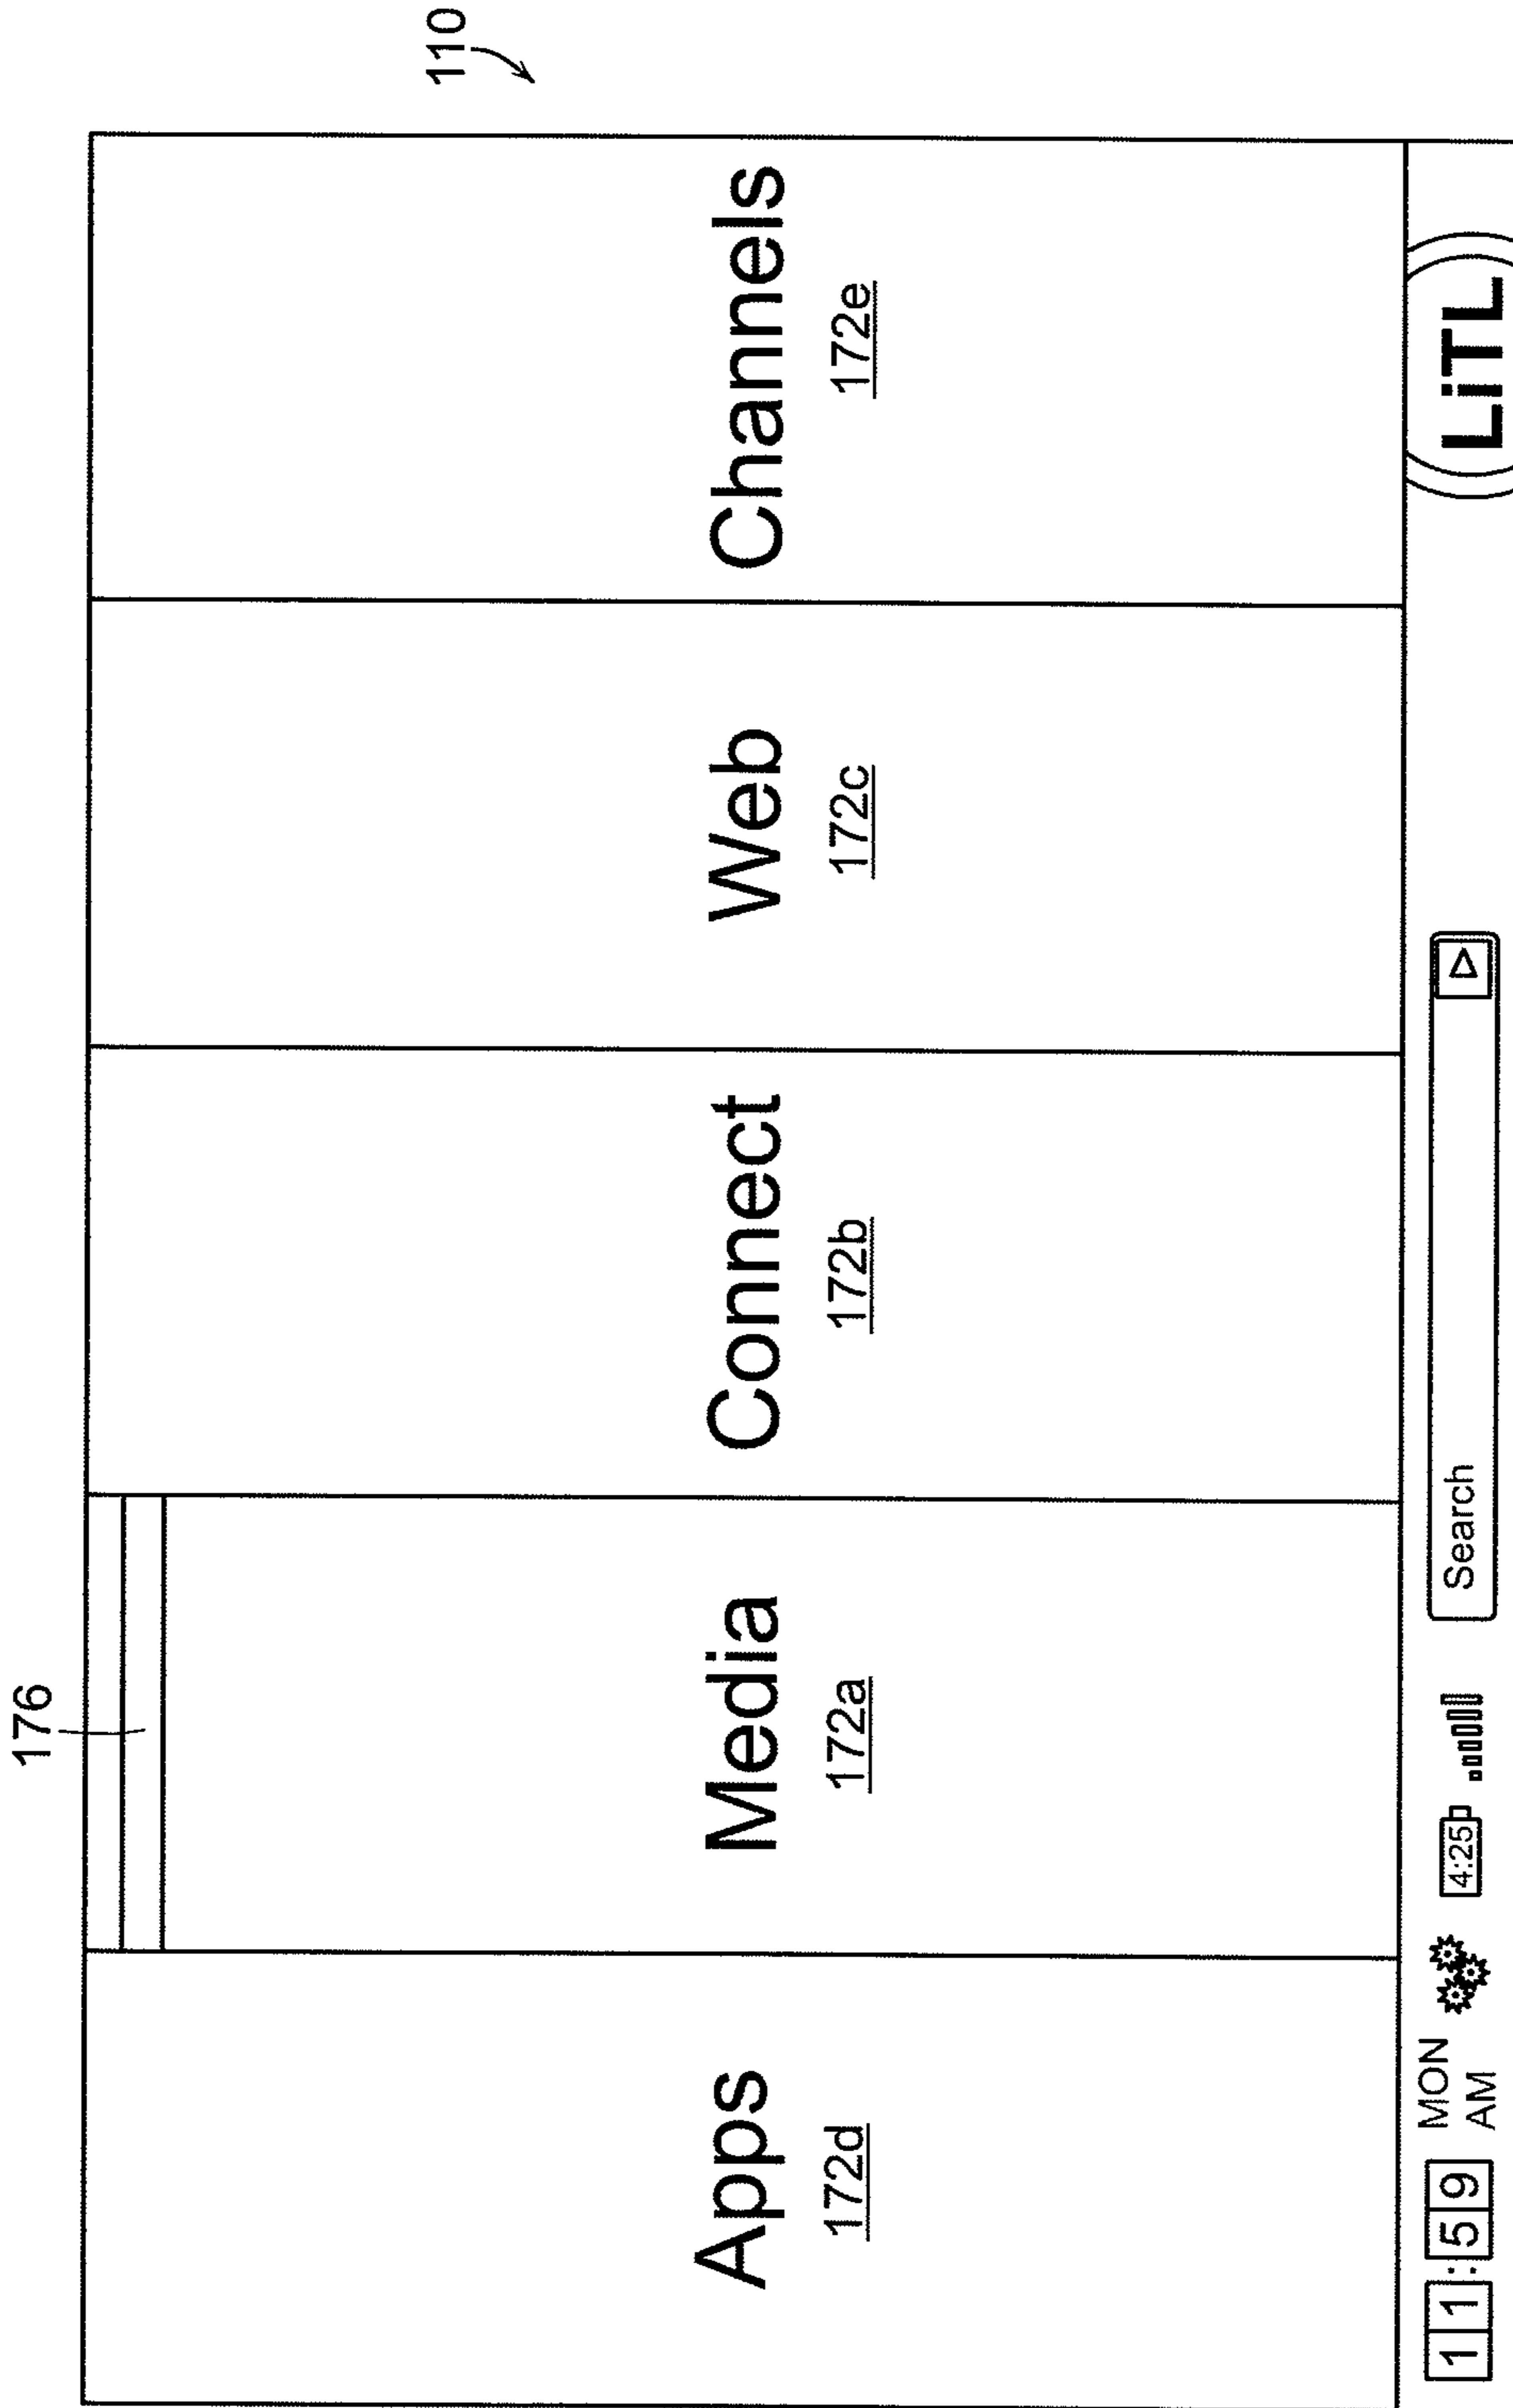 110
176
Apps Media Connect Web Channels
172d 172a 172b 172c 172e
11:59 MON AM 4:25 Search LiTL